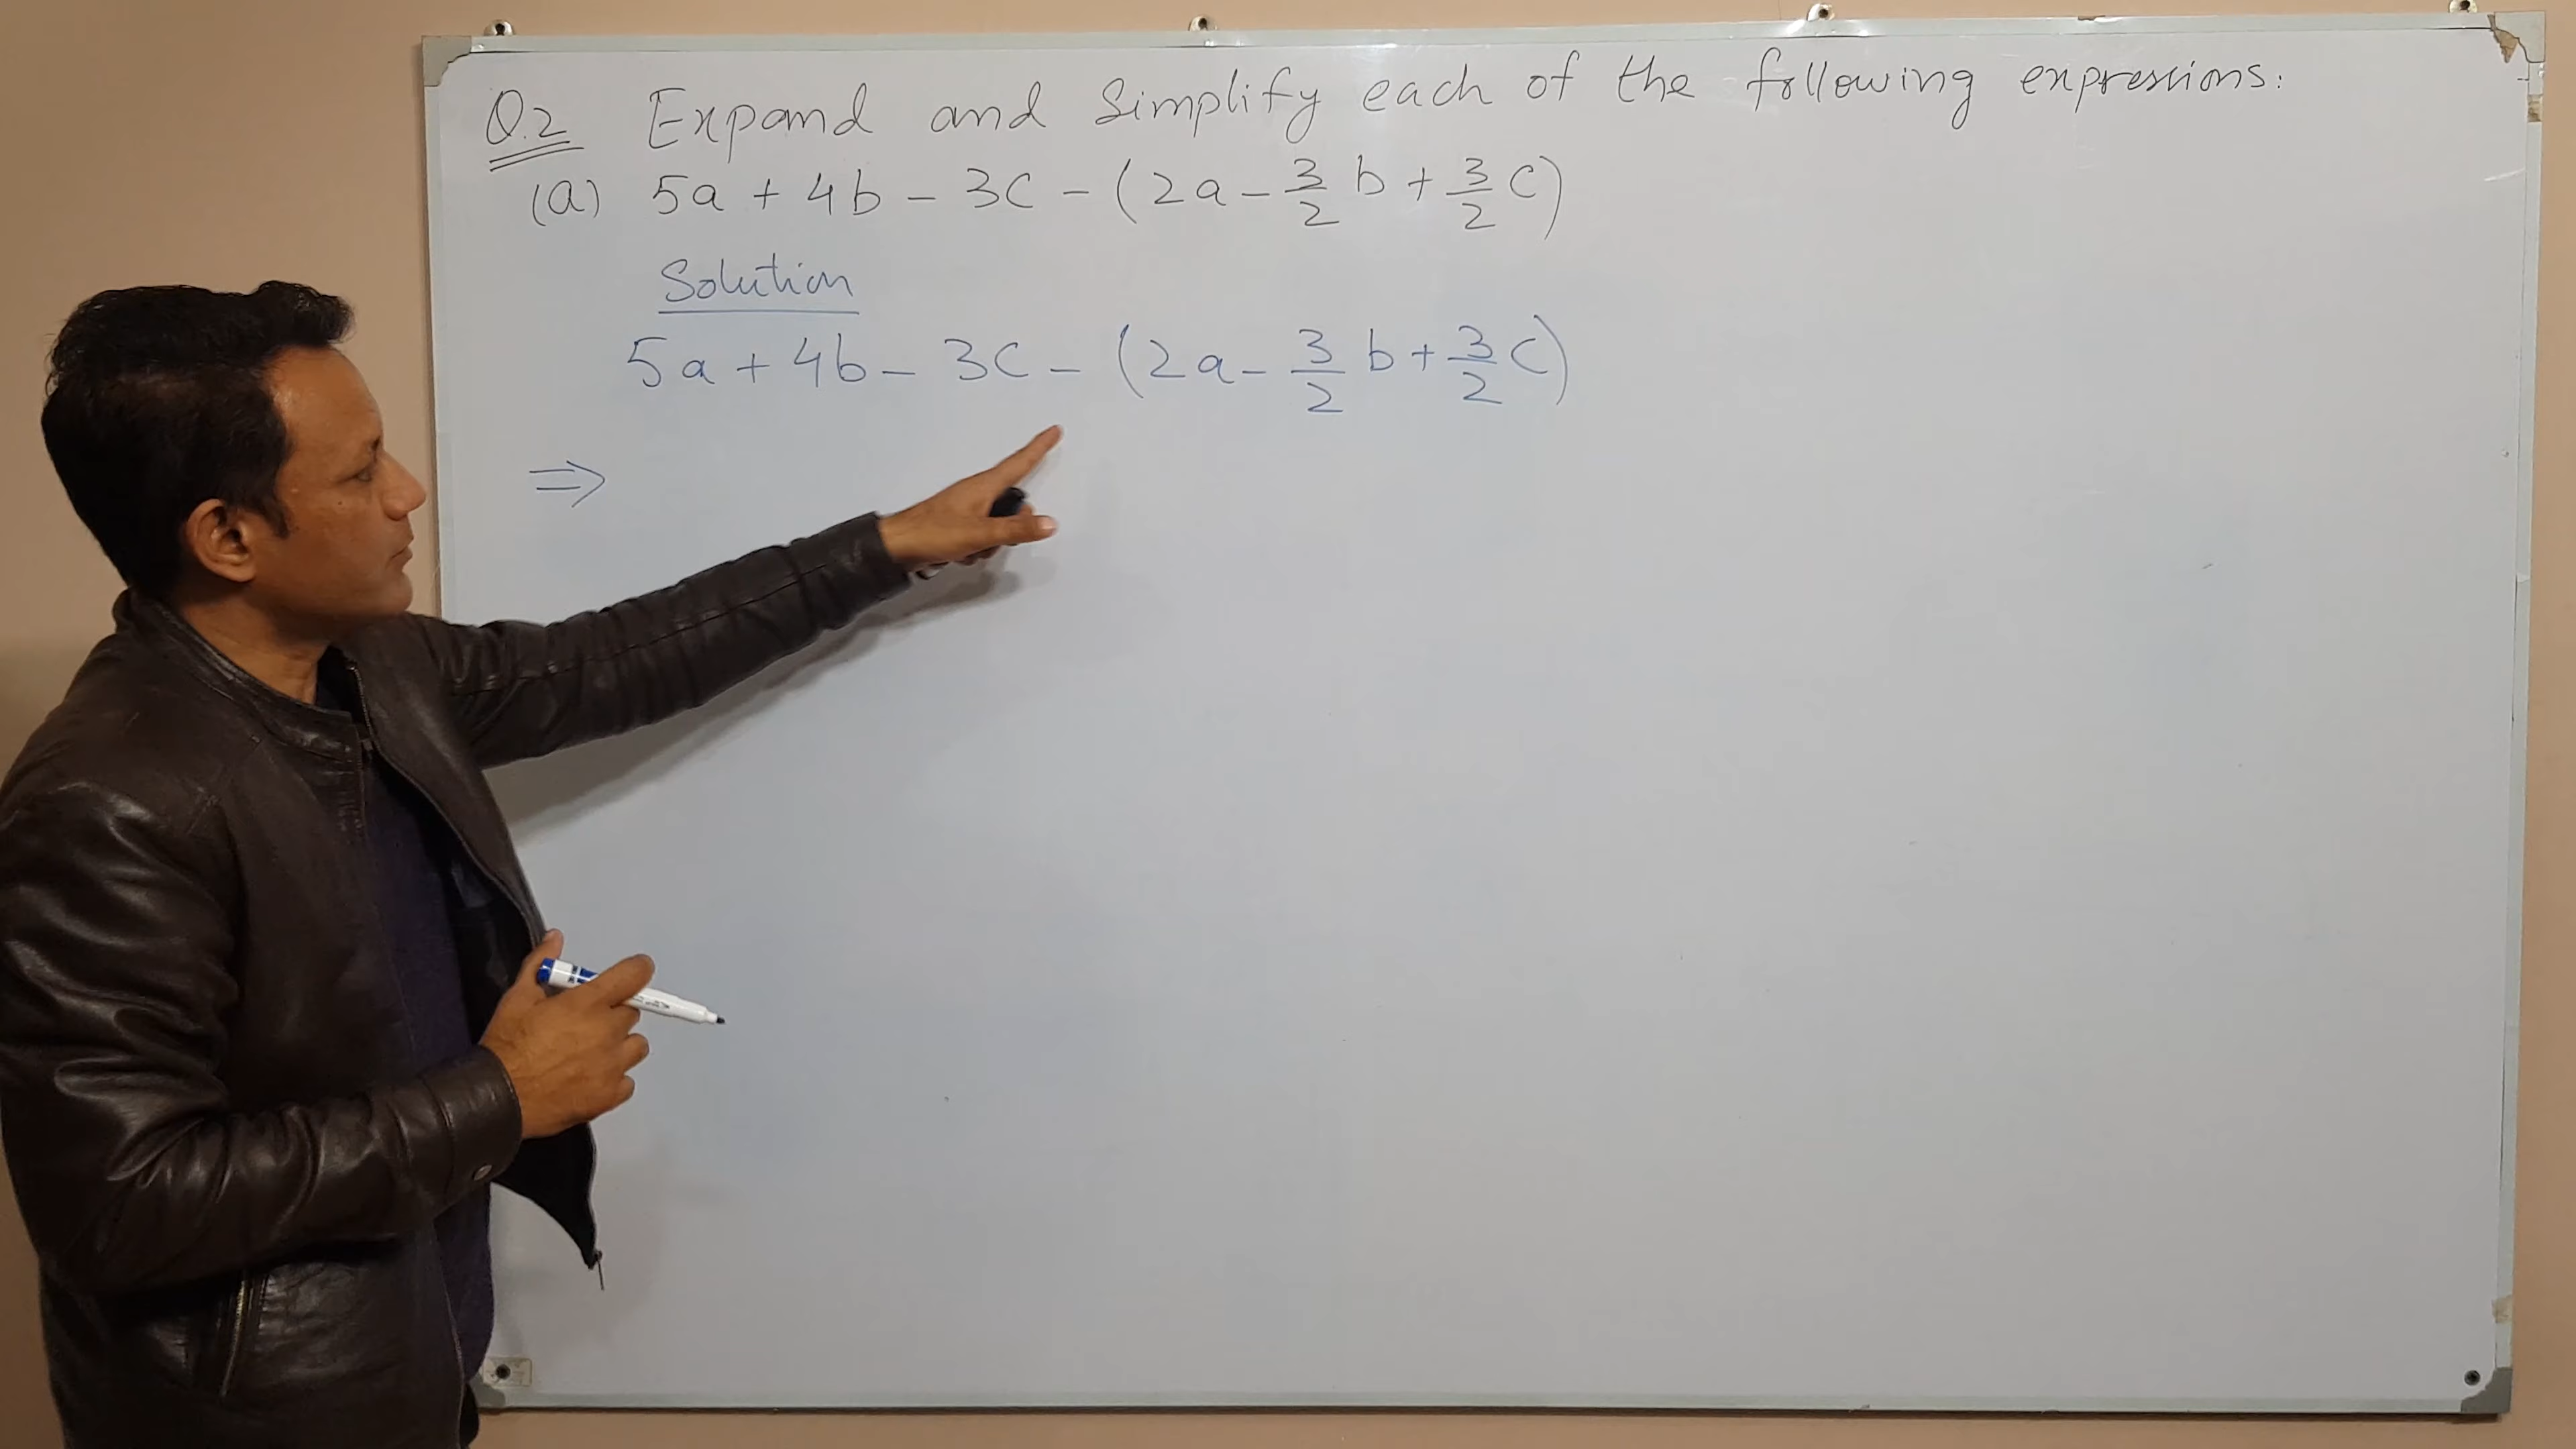 Q.2 Expand and Simplify each of the following expressions:
(a) 5a + 4b - 3c - (2a - 3/2 b + 3/2 c)
Solution
5a + 4b - 3c - (2a - 3/2 b + 3/2 c)
⇒